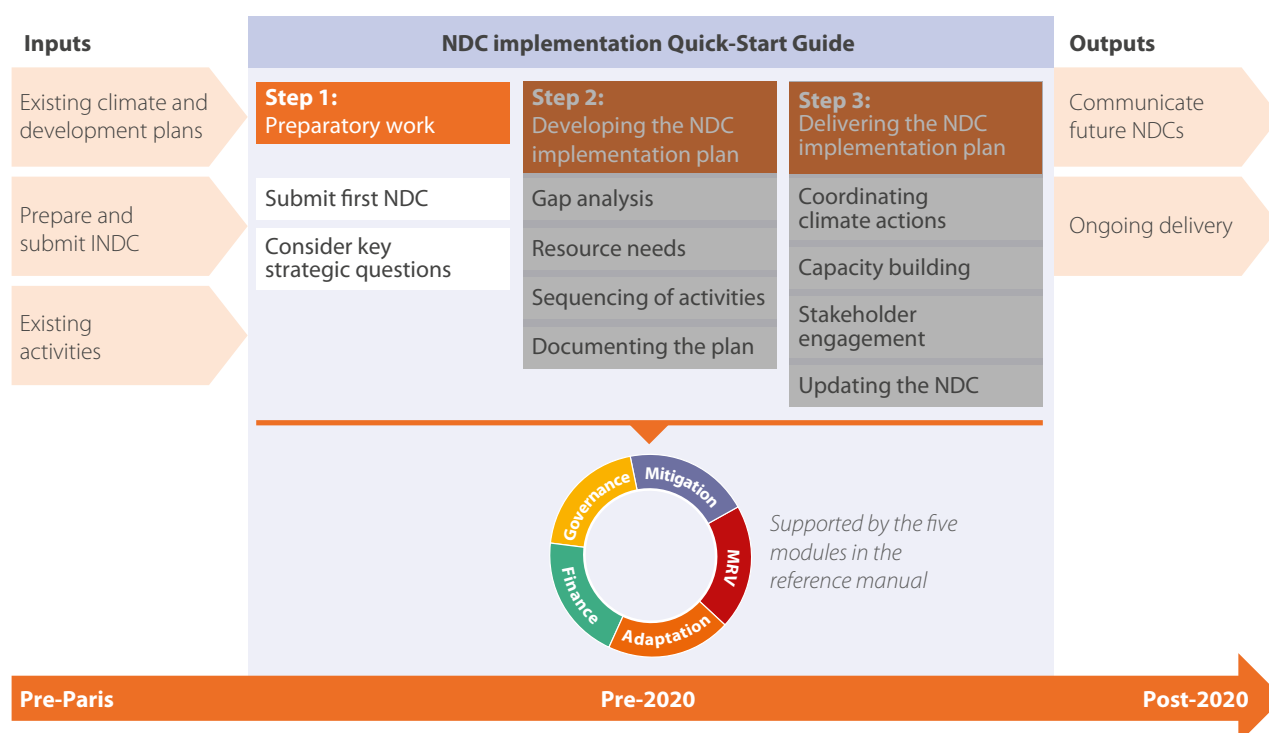 Inputs
NDC implementation Quick-Start Guide
Outputs
Existing climate and
development plans
Prepare and
submit INDC
Existing
activities
Step 1:
Preparatory work
Submit first NDC
Consider key
strategic questions
Step 2:
Developing the NDC
implementation plan
Gap analysis
Resource needs
Sequencing of activities
Documenting the plan
Step 3:
Delivering the NDC
implementation plan
Coordinating
climate actions
Capacity building
Stakeholder
engagement
Updating the NDC
Communicate
future NDCs
Ongoing delivery
Governance
Mitigation
MRV
Adaptation
Finance
Supported by the five
modules in the
reference manual
Pre-Paris
Pre-2020
Post-2020